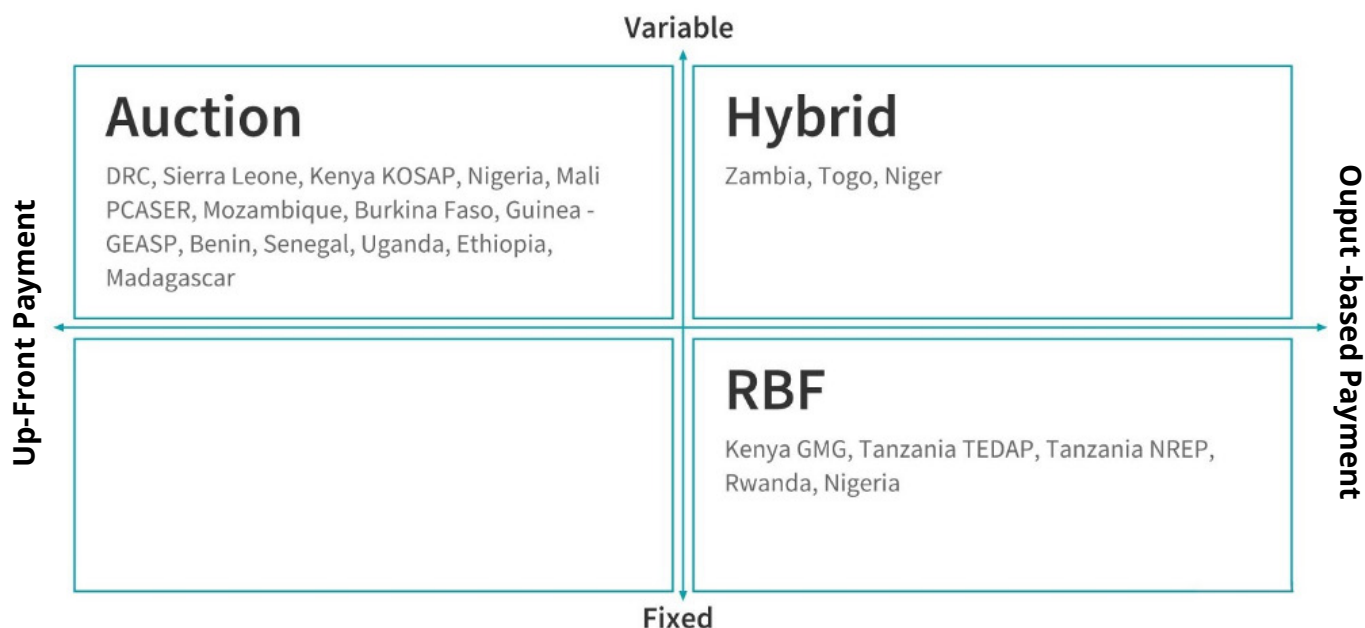 Variable
Auction
DRC, Sierra Leone, Kenya KOSAP, Nigeria, Mali
PCASER, Mozambique, Burkina Faso, Guinea -
GEASP, Benin, Senegal, Uganda, Ethiopia,
Madagascar
Hybrid
Zambia, Togo, Niger
Up-Front Payment
Ouput -based Payment
RBF
Kenya GMG, Tanzania TEDAP, Tanzania NREP,
Rwanda, Nigeria
Fixed